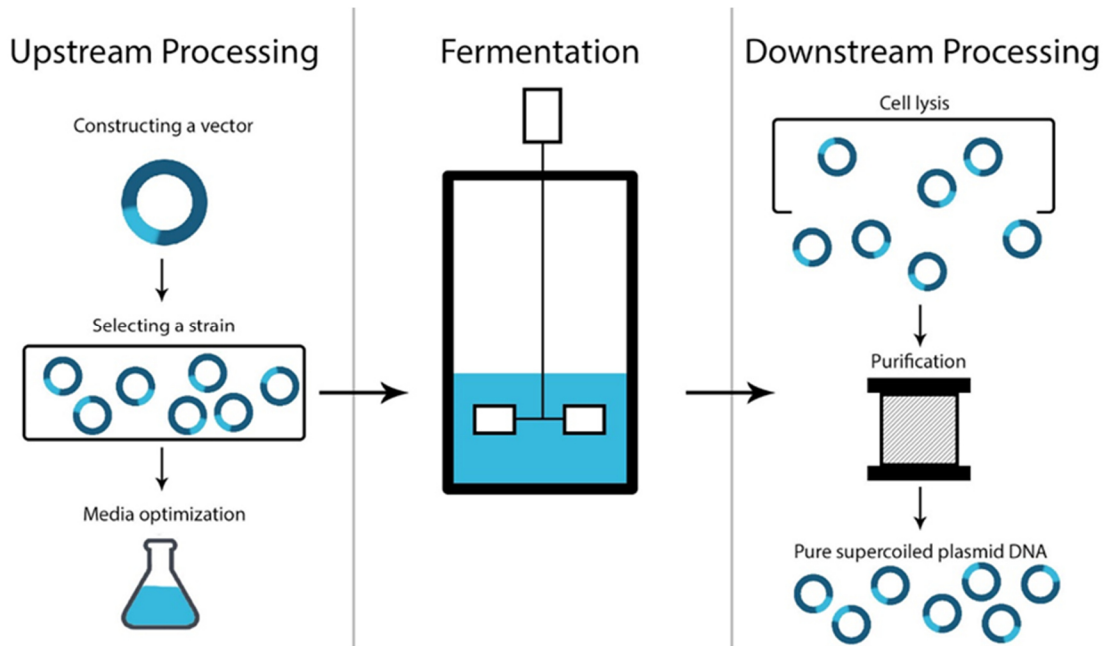 Upstream Processing
Constructing a vector
Selecting a strain
Media optimization
Fermentation
Downstream Processing
Cell lysis
Purification
Pure supercoiled plasmid DNA